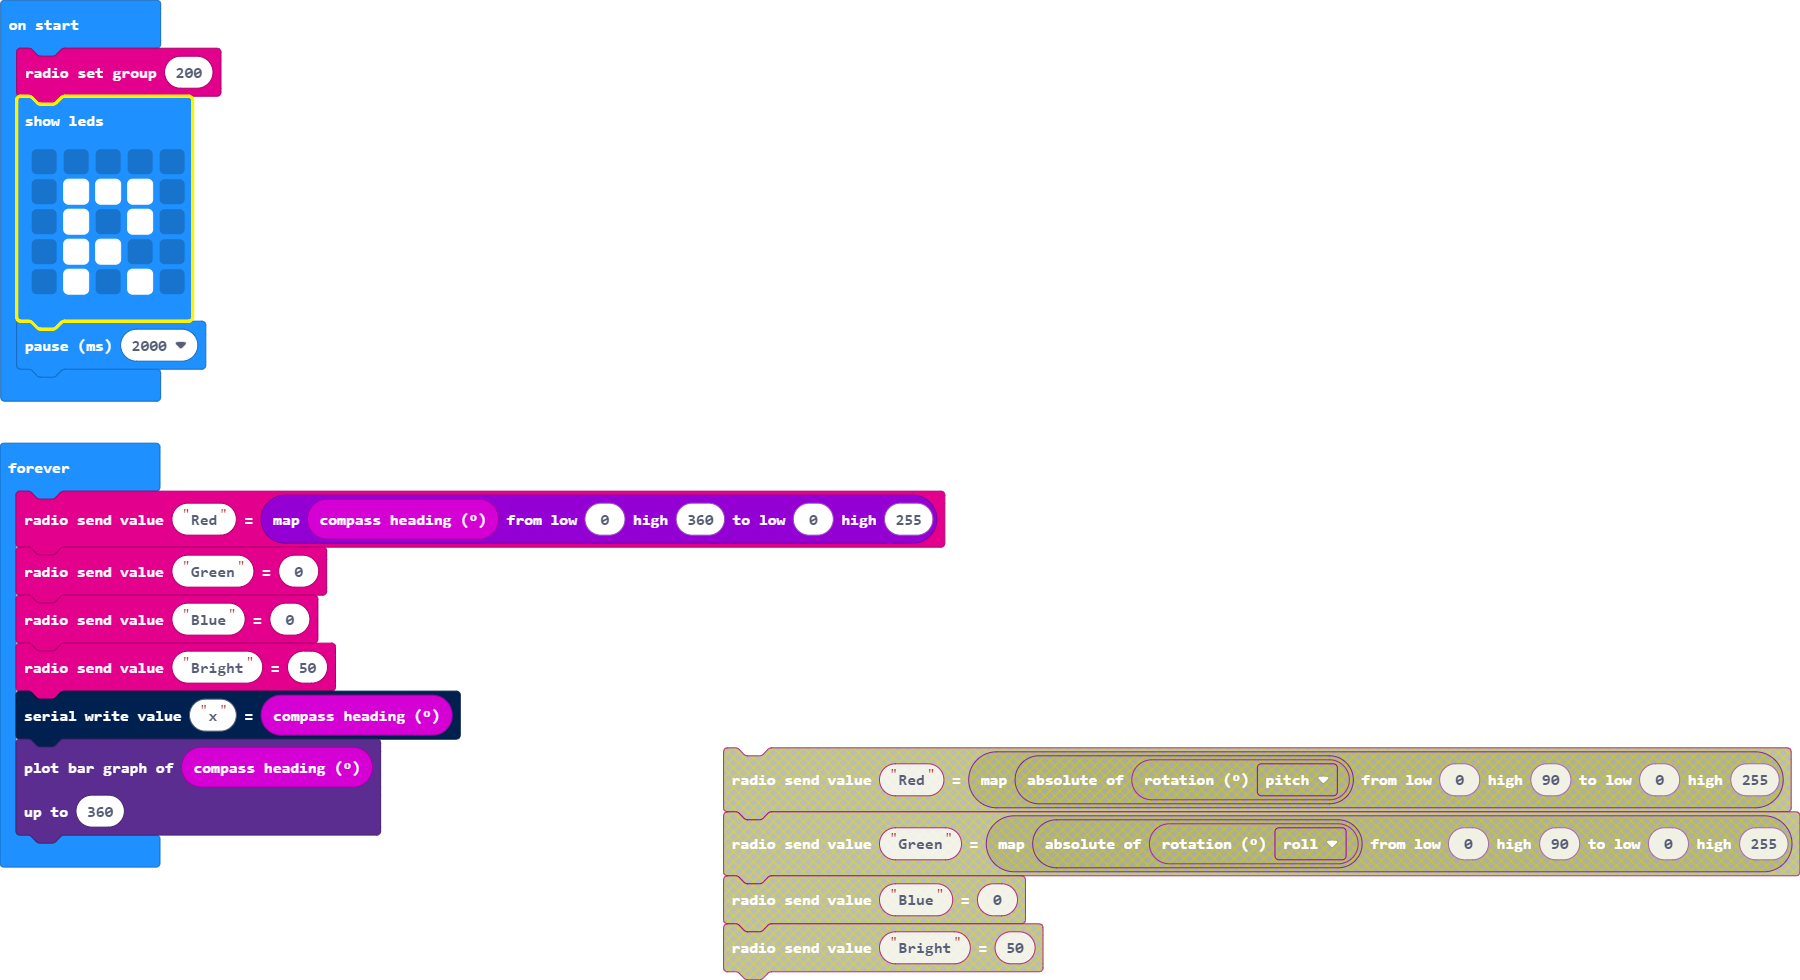 on start
radio set group 200
show leds
pause (ms) 2000
forever
radio send value "Red" = map compass heading (º) from low 0 high 360 to low 0 high 255
radio send value "Green" = 0
radio send value "Blue" = 0
radio send value "Bright" = 50
serial write value "x" = compass heading (º)
plot bar graph of compass heading (º)
up to 360
radio send value "Red" = map absolute of rotation (º) pitch from low 0 high 90 to low 0 high 255
radio send value "Green" = map absolute of rotation (º) roll from low 0 high 90 to low 0 high 255
radio send value "Blue" = 0
radio send value "Bright" = 50